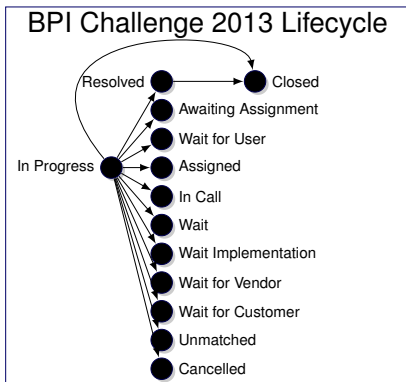 BPI Challenge 2013 Lifecycle
Resolved
Closed
Awaiting Assignment
Wait for User
In Progress
Assigned
In Call
Wait
Wait Implementation
Wait for Vendor
Wait for Customer
Unmatched
Cancelled